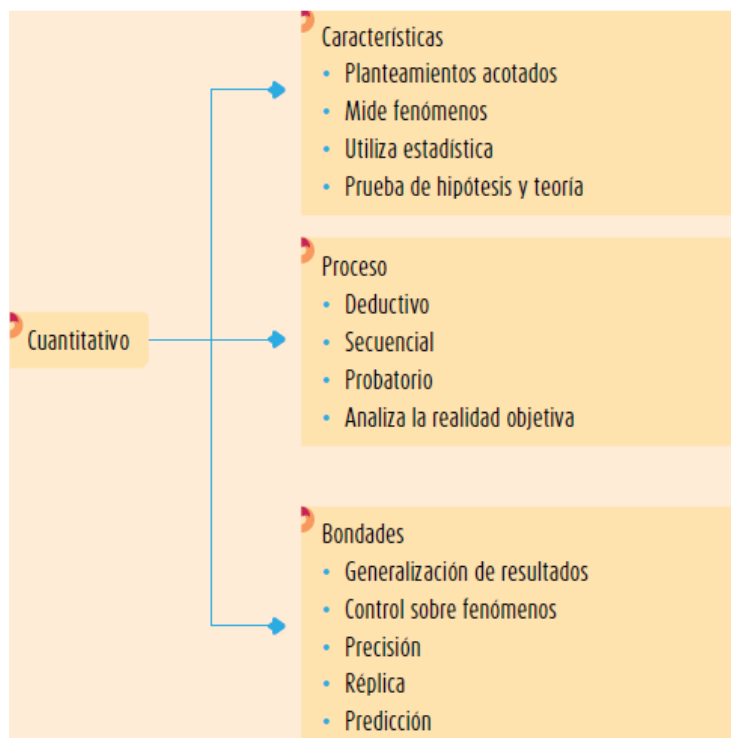 Características
• Planteamientos acotados
• Mide fenómenos
• Utiliza estadística
• Prueba de hipótesis y teoría
Proceso
• Deductivo
• Secuencial
• Probatorio
• Analiza la realidad objetiva
Cuantitativo
Bondades
• Generalización de resultados
• Control sobre fenómenos
• Precisión
• Réplica
• Predicción